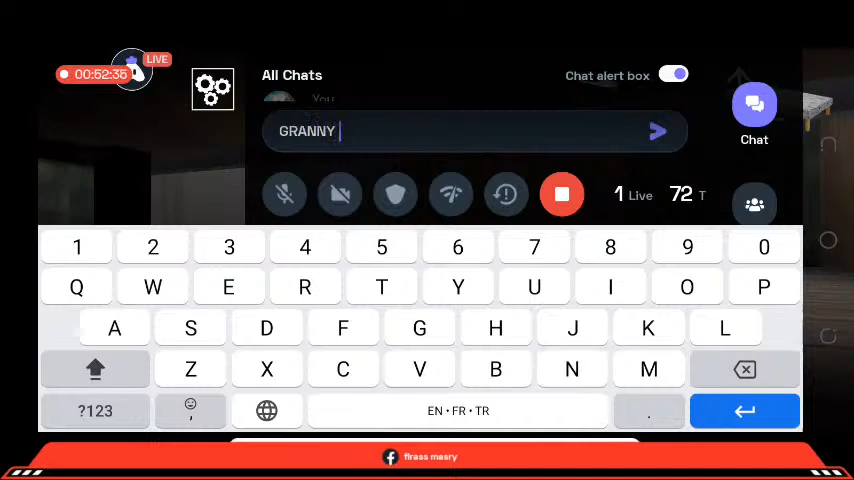 LIVE
00:52:35
All Chats
Chat alert box
You
GRANNY
Chat
1 Live 72 T
1 2 3 4 5 6 7 8 9 0
Q W E R T Y U I O P
A S D F G H J K L
Z X C V B N M
?123 , EN • FR • TR .
firass masry